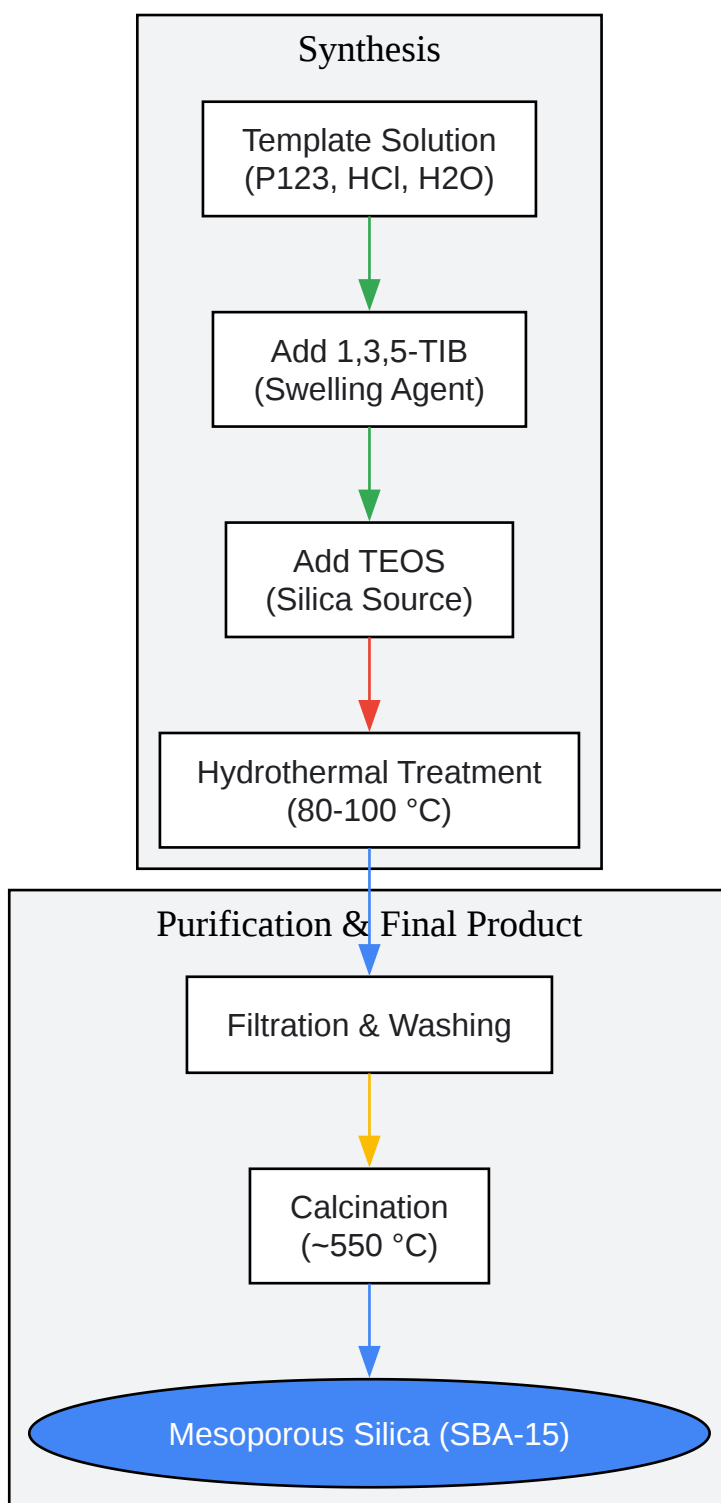 Synthesis
Template Solution
(P123, HCl, H2O)
Add 1,3,5-TIB
(Swelling Agent)
Add TEOS
(Silica Source)
Hydrothermal Treatment
(80-100 °C)
Purification & Final Product
Filtration & Washing
Calcination
(~550 °C)
Mesoporous Silica (SBA-15)